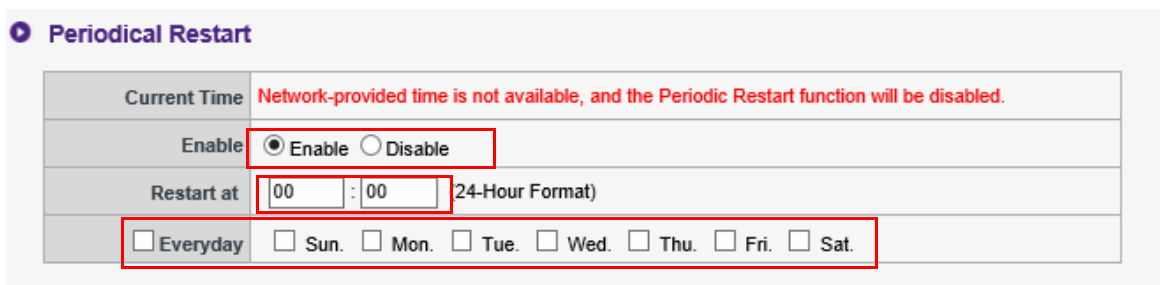 Periodical Restart
Current Time Network-provided time is not available, and the Periodic Restart function will be disabled.
Enable Enable Disable
Restart at 00 : 00 (24-Hour Format)
Everyday Sun. Mon. Tue. Wed. Thu. Fri. Sat.